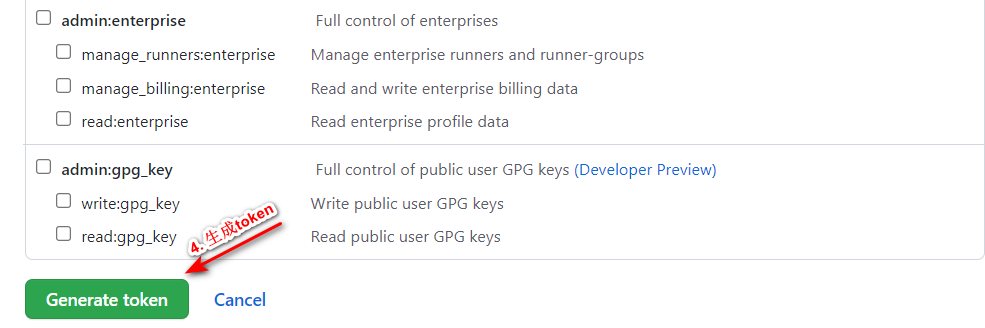 admin:enterprise Full control of enterprises
manage_runners:enterprise Manage enterprise runners and runner-groups
manage_billing:enterprise Read and write enterprise billing data
read:enterprise Read enterprise profile data
admin:gpg_key Full control of public user GPG keys (Developer Preview)
write:gpg_key Write public user GPG keys
read:gpg_key Read public user GPG keys
4. 生成token
Generate token Cancel